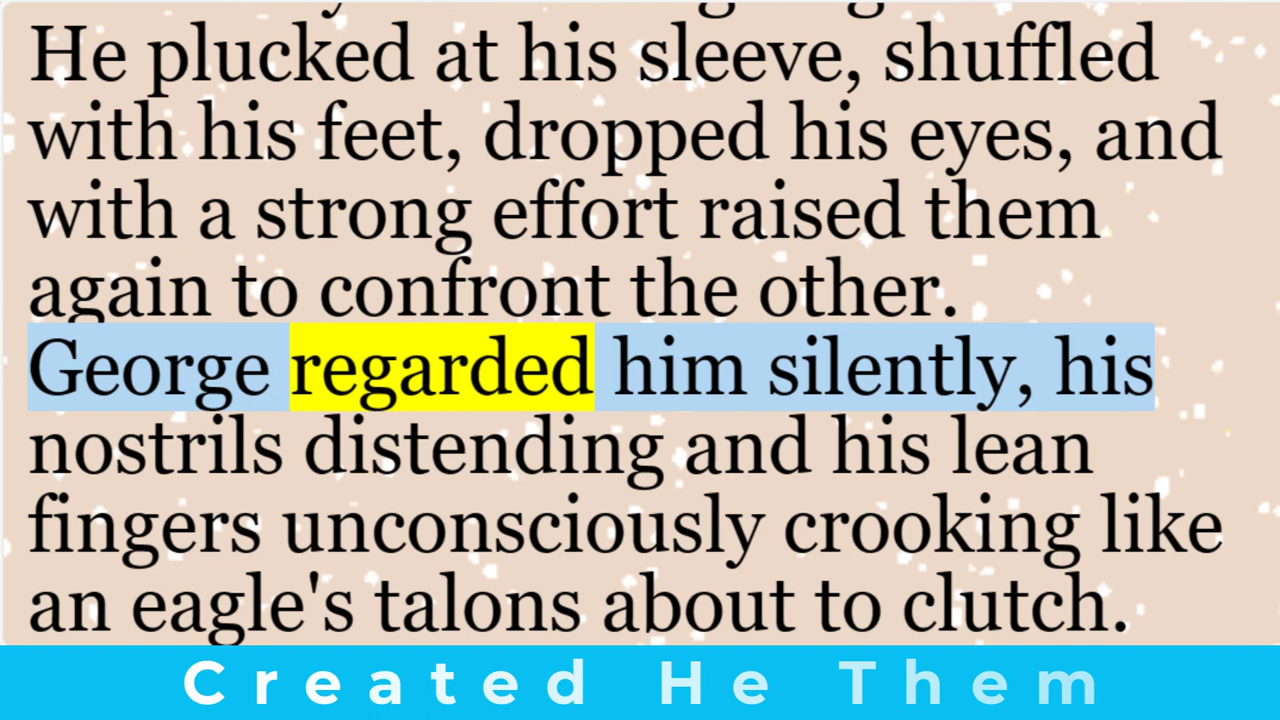 He plucked at his sleeve, shuffled
with his feet, dropped his eyes, and
with a strong effort raised them
again to confront the other.
George regarded him silently, his
nostrils distending and his lean
fingers unconsciously crooking like
an eagle's talons about to clutch.
Created He Them